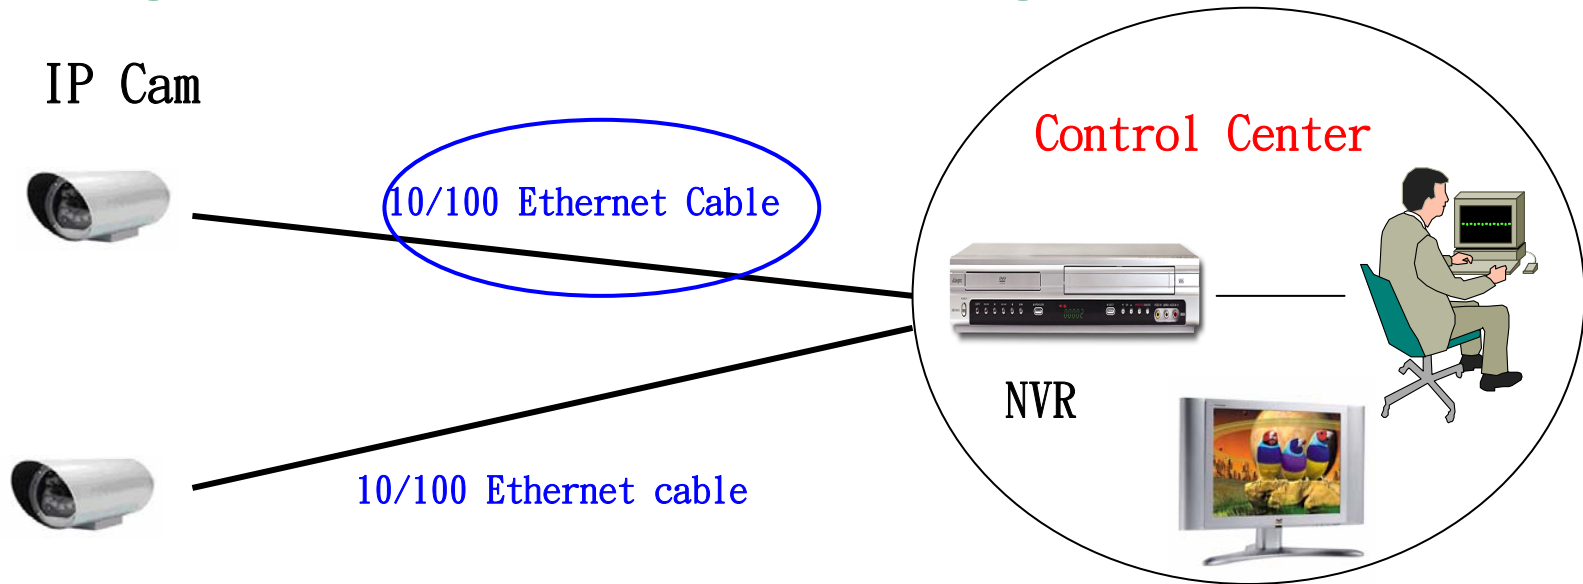 IP Cam
Control Center
10/100 Ethernet Cable
NVR
10/100 Ethernet cable